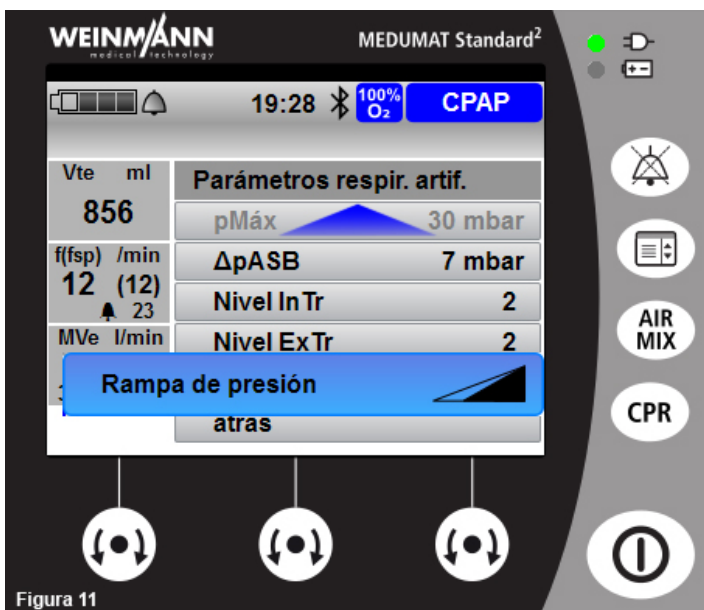 WEINMANN
medical technology
MEDUMAT Standard²
19:28 100% O₂ CPAP
Vte ml
856
Parámetros respir. artif.
pMáx 30 mbar
f(fsp) /min
12 (12)
23
ΔpASB 7 mbar
Nivel InTr 2
MVe l/min
Nivel ExTr 2
Rampa de presión
atrás
AIR
MIX
CPR
Figura 11